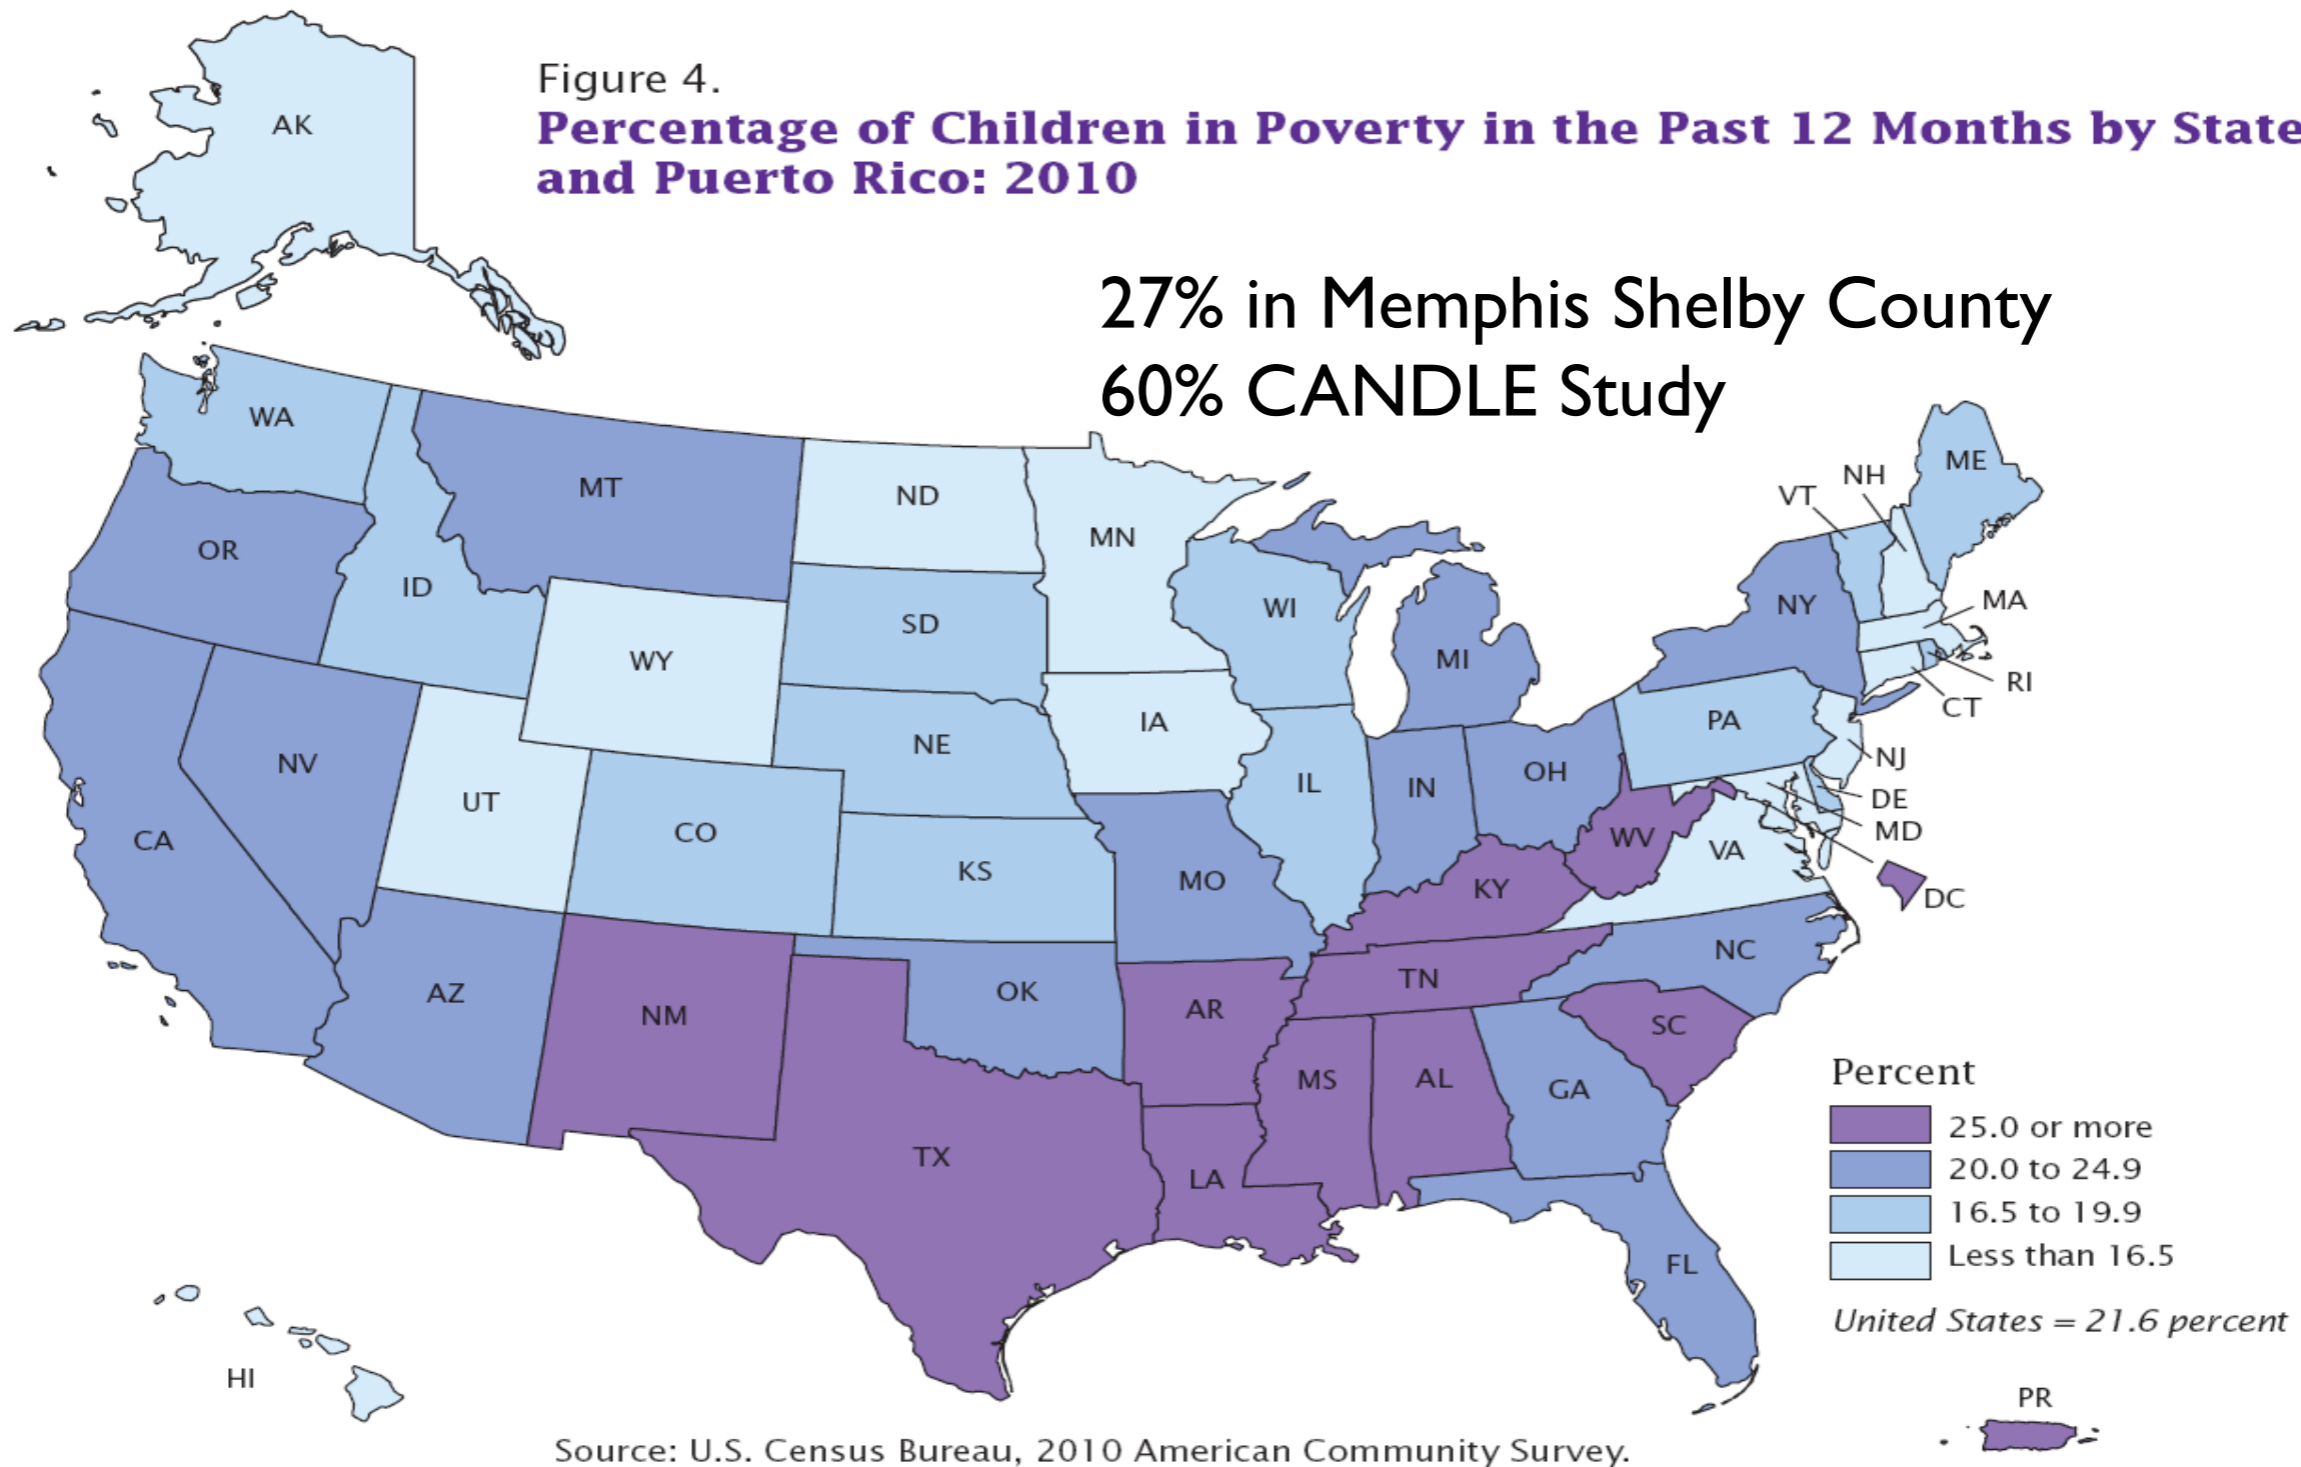 Figure 4.
Percentage of Children in Poverty in the Past 12 Months by State
and Puerto Rico: 2010
AK
27% in Memphis Shelby County
60% CANDLE Study
WA
MT
ND
MN
VT
NH
ME
OR
ID
SD
WI
NY
MA
WY
MI
RI
CT
NV
UT
NE
IA
PA
NJ
CA
CO
KS
MO
IL
IN
OH
DE
MD
WV
VA
KY
DC
AZ
NM
OK
AR
TN
NC
SC
TX
LA
MS
AL
GA
FL
Percent
25.0 or more
20.0 to 24.9
16.5 to 19.9
Less than 16.5
United States = 21.6 percent
HI
PR
Source: U.S. Census Bureau, 2010 American Community Survey.